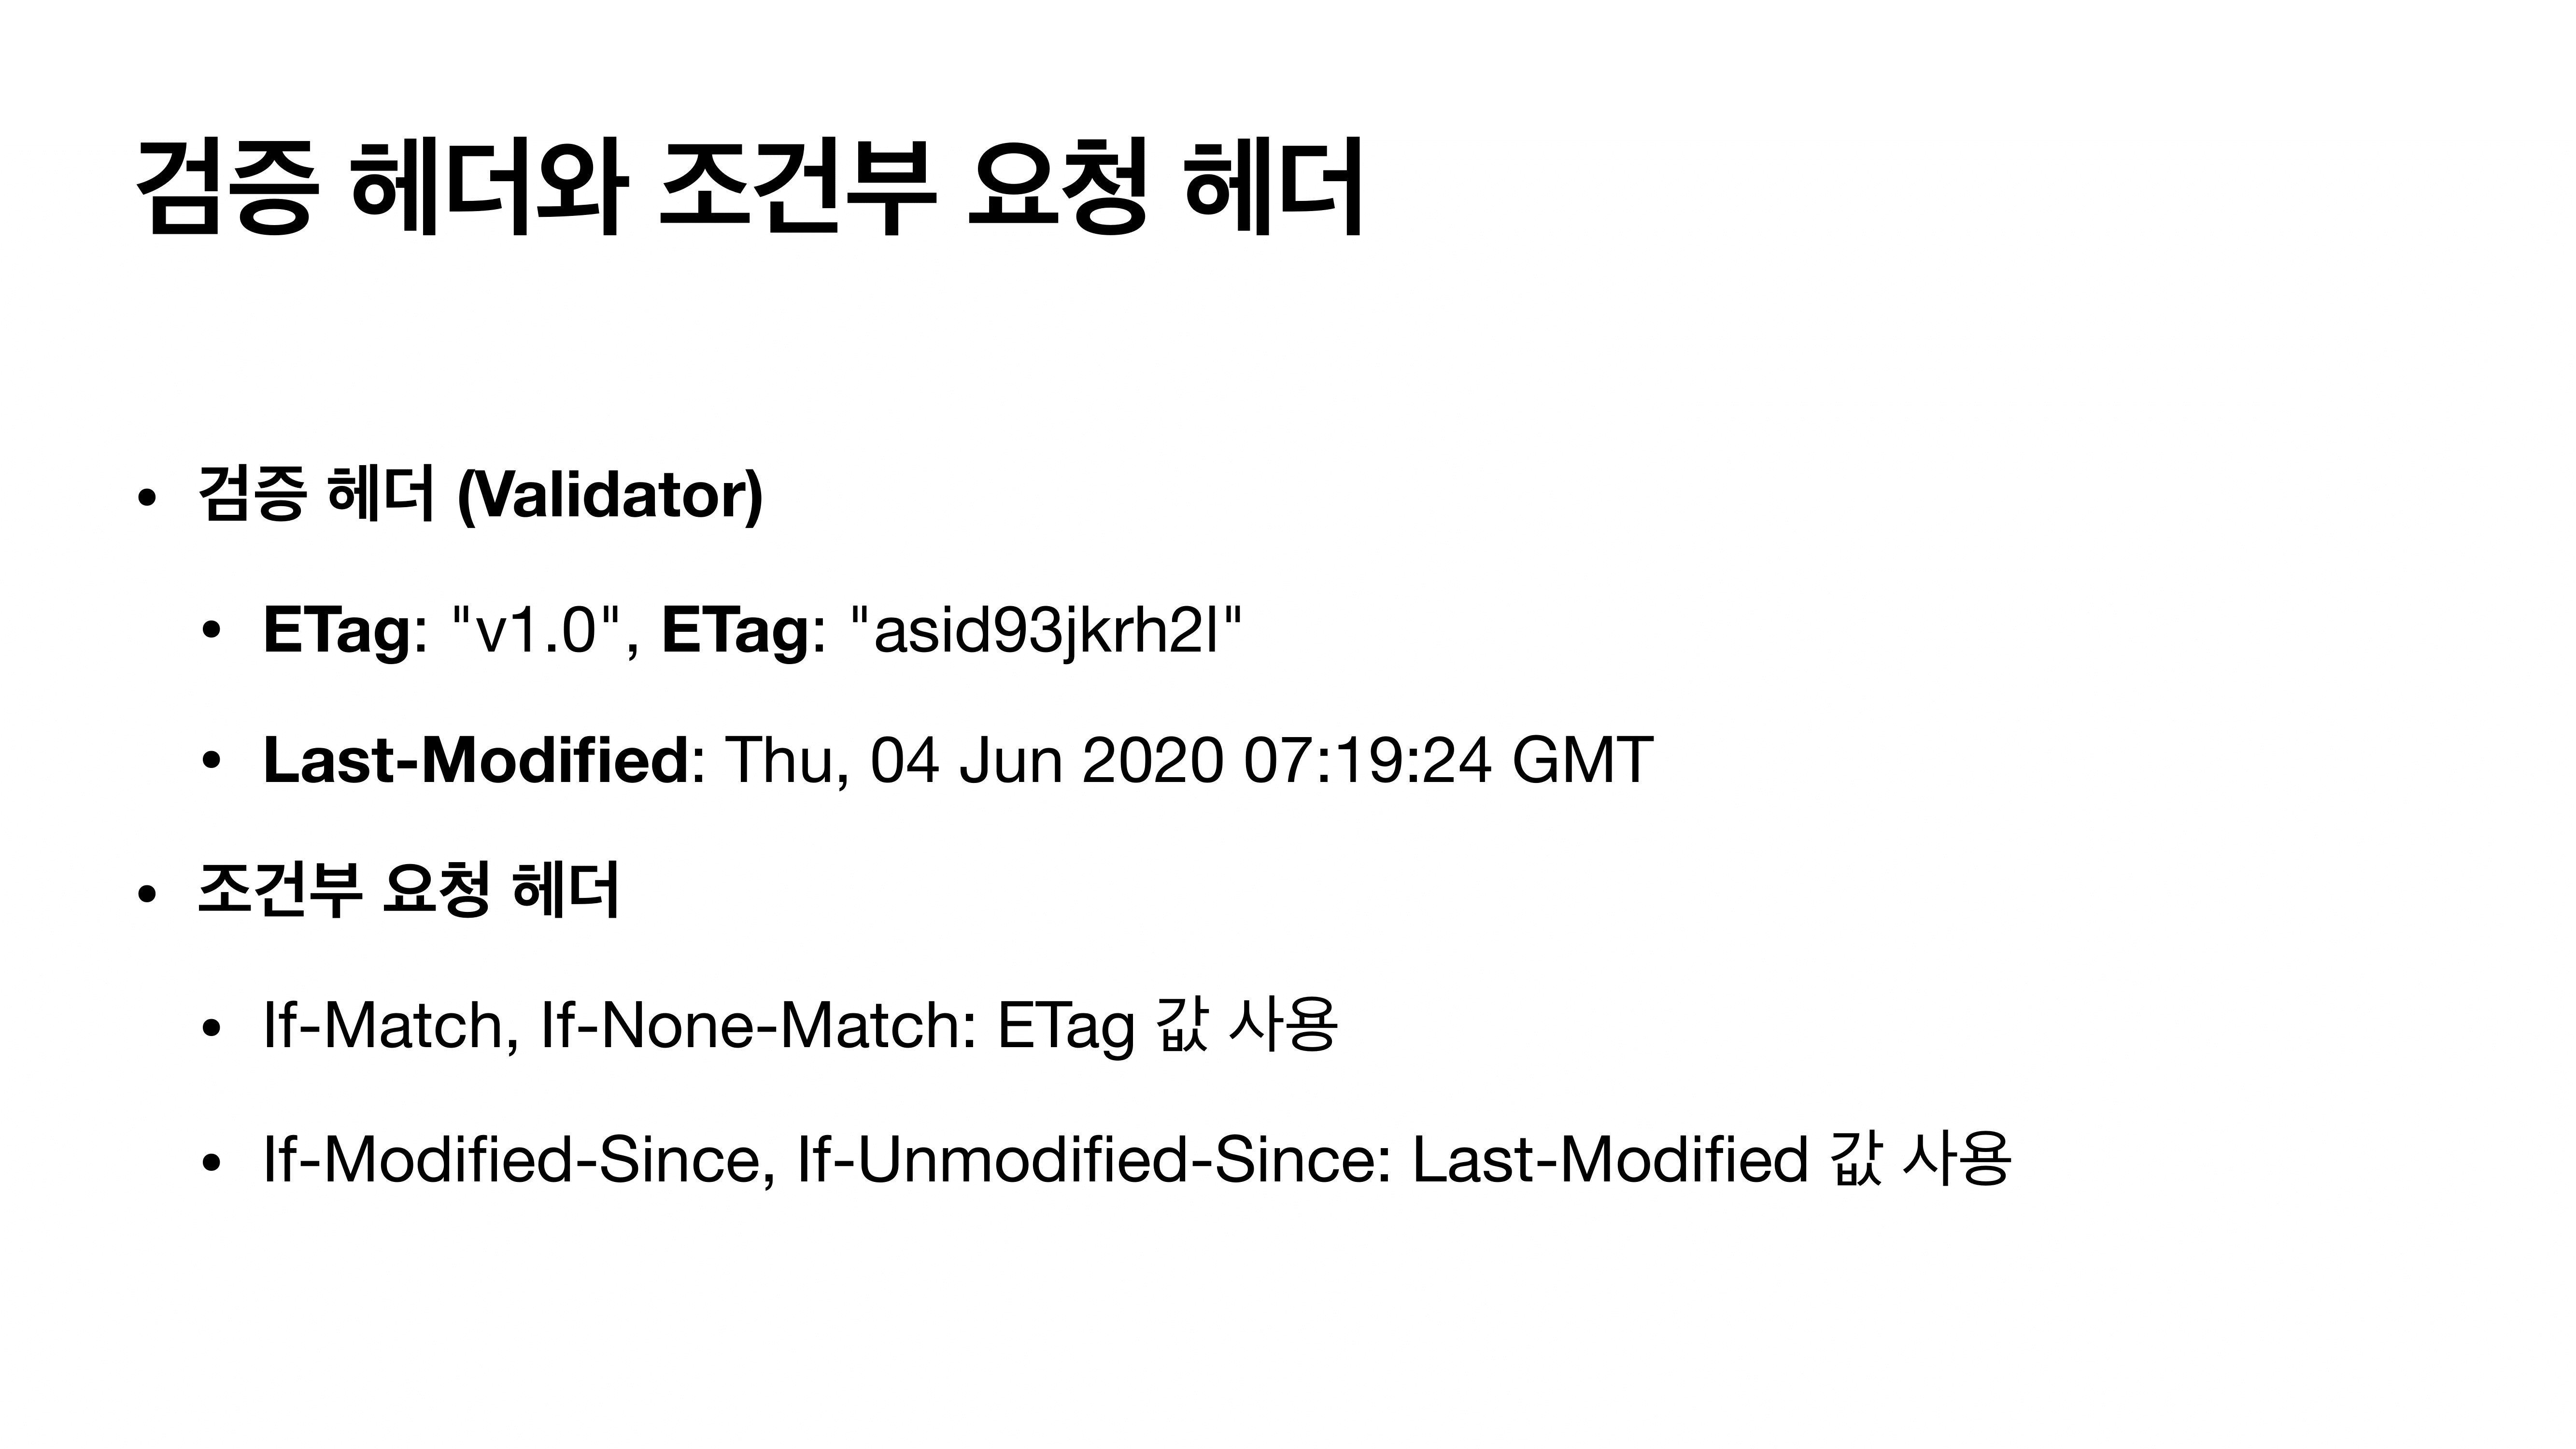 검증 헤더와 조건부 요청 헤더
• 검증 헤더 (Validator)
• ETag: "v1.0", ETag: "asid93jkrh2l"
• Last-Modified: Thu, 04 Jun 2020 07:19:24 GMT
• 조건부 요청 헤더
• If-Match, If-None-Match: ETag 값 사용
• If-Modified-Since, If-Unmodified-Since: Last-Modified 값 사용